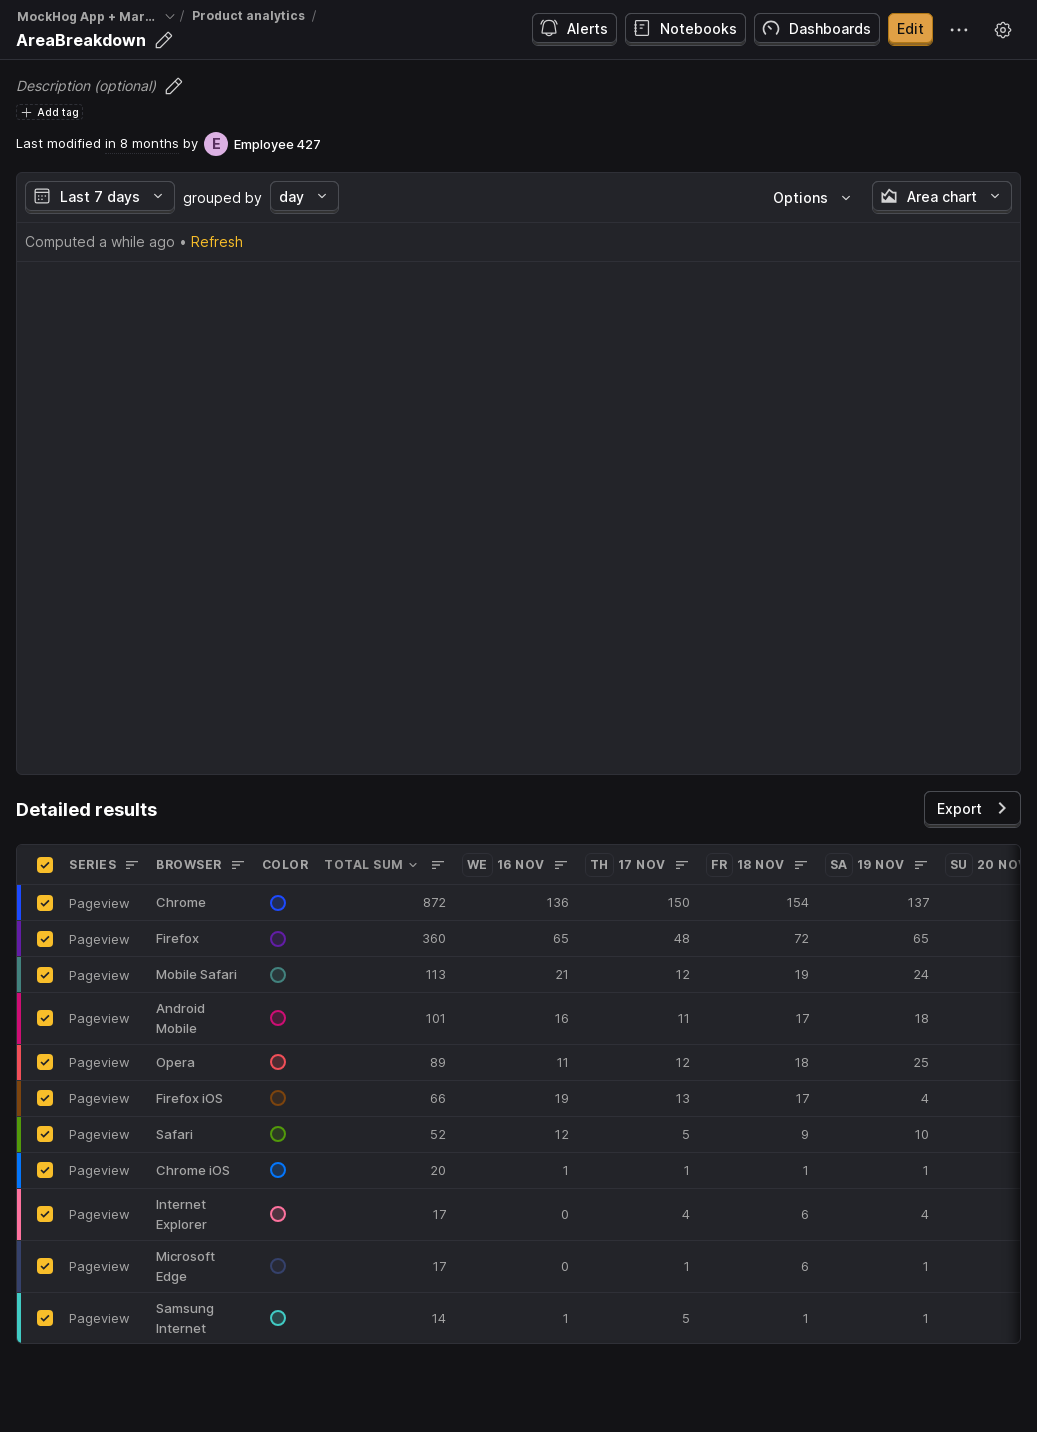 MockHog App + Mar... / Product analytics /
AreaBreakdown
Alerts Notebooks Dashboards Edit
Description (optional)
Add tag
Last modified in 8 months by E Employee 427
Last 7 days grouped by day Options Area chart
Computed a while ago • Refresh
Detailed results Export
SERIES BROWSER COLOR TOTAL SUM WE 16 NOV TH 17 NOV FR 18 NOV SA 19 NOV SU 20 NOV
Pageview Chrome 872 136 150 154 137
Pageview Firefox 360 65 48 72 65
Pageview Mobile Safari 113 21 12 19 24
Pageview Android Mobile 101 16 11 17 18
Pageview Opera 89 11 12 18 25
Pageview Firefox iOS 66 19 13 17 4
Pageview Safari 52 12 5 9 10
Pageview Chrome iOS 20 1 1 1 1
Pageview Internet Explorer 17 0 4 6 4
Pageview Microsoft Edge 17 0 1 6 1
Pageview Samsung Internet 14 1 5 1 1